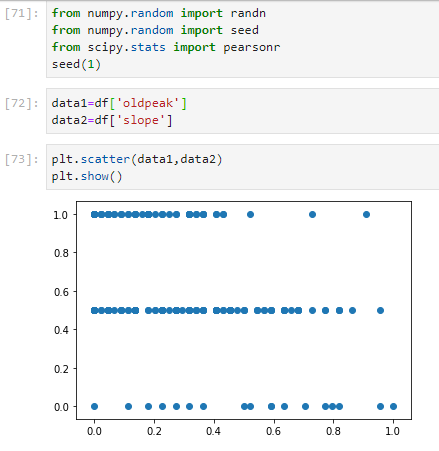 [71]: from numpy.random import randn
from numpy.random import seed
from scipy.stats import pearsonr
seed(1)
[72]: data1=df['oldpeak']
data2=df['slope']
[73]: plt.scatter(data1,data2)
plt.show()
1.0
0.8
0.6
0.4
0.2
0.0
0.0 0.2 0.4 0.6 0.8 1.0